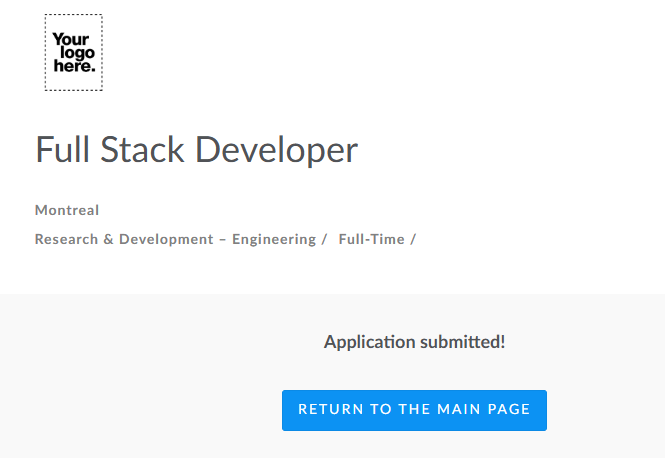 Your
logo
here.
Full Stack Developer
Montreal
Research & Development – Engineering / Full-Time /
Application submitted!
RETURN TO THE MAIN PAGE